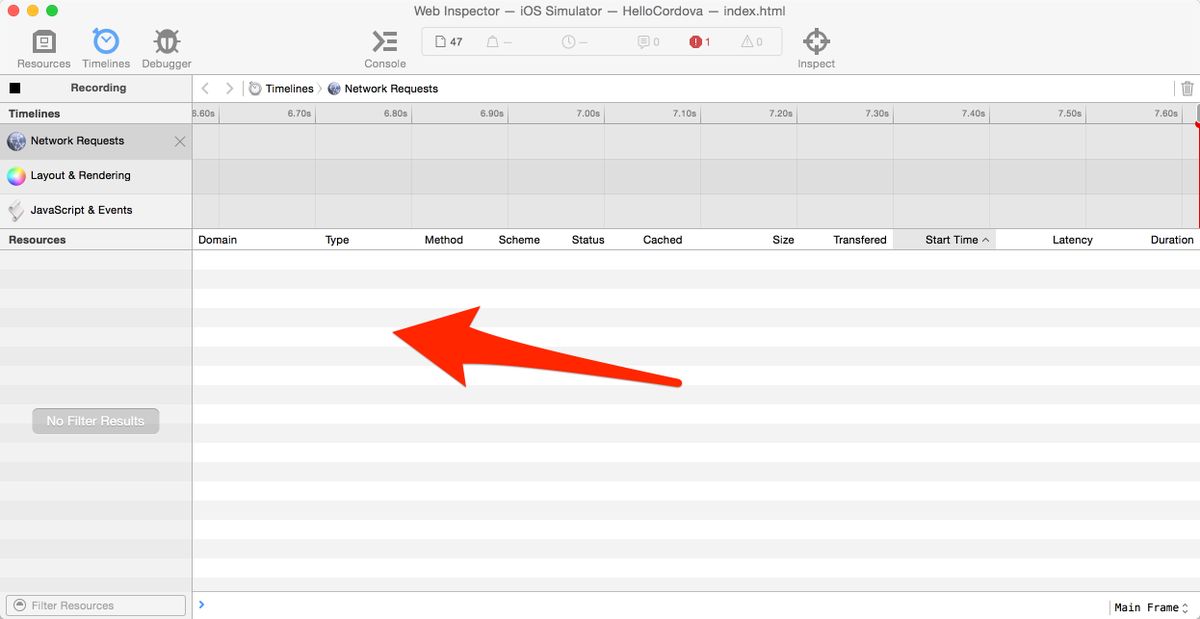 Web Inspector — iOS Simulator — HelloCordova — index.html
47 — — 0 1 0
Resources Timelines Debugger Console Inspect
Recording Timelines Network Requests
Timelines 6.60s 6.70s 6.80s 6.90s 7.00s 7.10s 7.20s 7.30s 7.40s 7.50s 7.60s
Network Requests
Layout & Rendering
JavaScript & Events
Resources Domain Type Method Scheme Status Cached Size Transfered Start Time Latency Duration
No Filter Results
Filter Resources Main Frame